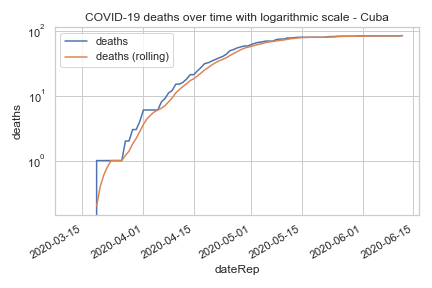 COVID-19 deaths over time with logarithmic scale - Cuba
deaths
deaths (rolling)
10²
10¹
10⁰
deaths
2020-03-15
2020-04-01
2020-04-15
2020-05-01
2020-05-15
2020-06-01
2020-06-15
dateRep